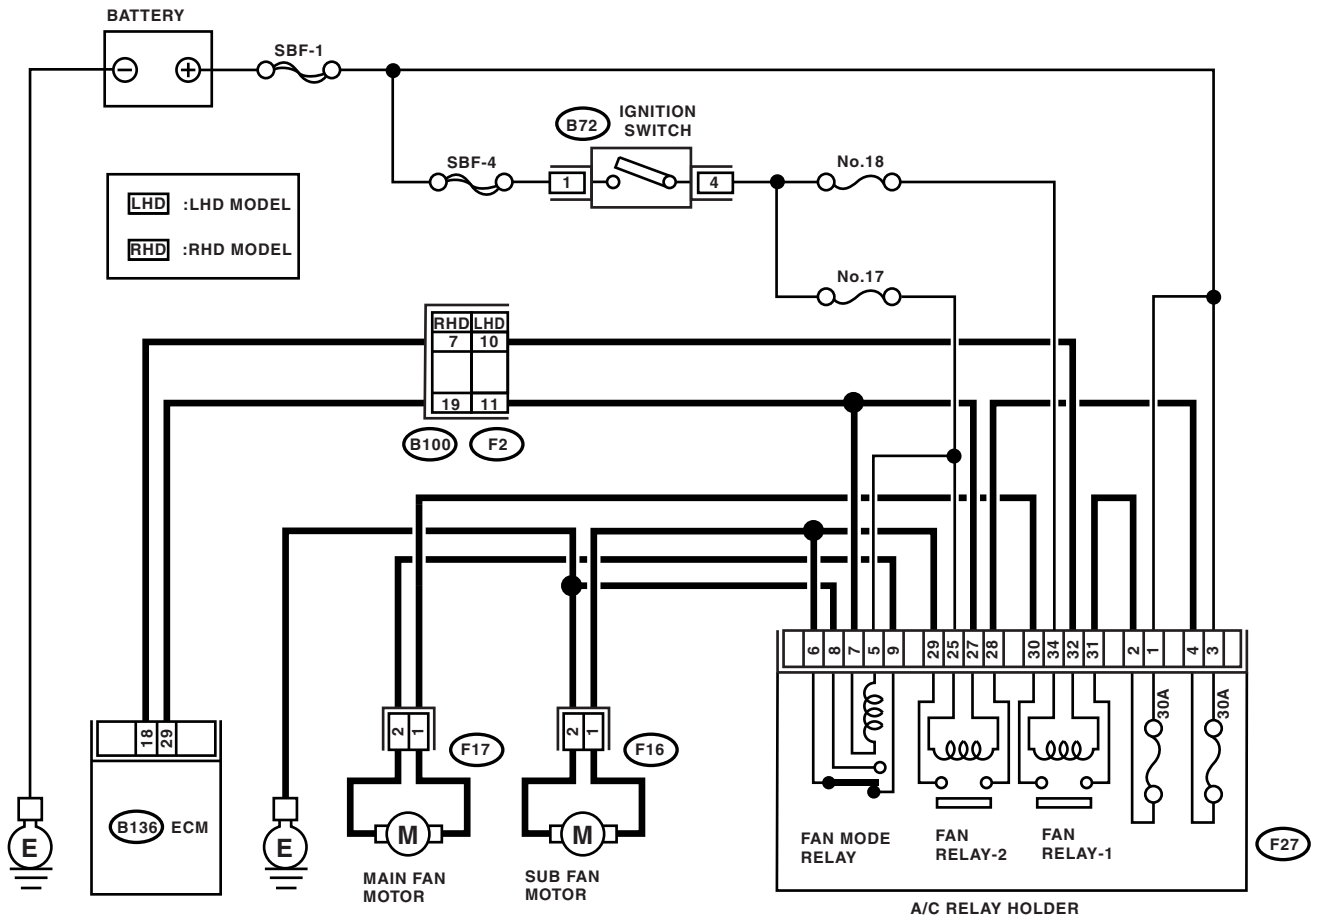 BATTERY
SBF-1
IGNITION
SWITCH
B72
SBF-4
1
4
No.18
LHD :LHD MODEL
RHD :RHD MODEL
No.17
RHD LHD
7 10
19 11
B100 F2
6 8 7 5 9 29 25 27 28 30 34 32 31 2 1 4 3
30A
30A
18 29
2 1
F17
2 1
F16
B136 ECM
E
E
M
M
MAIN FAN
MOTOR
SUB FAN
MOTOR
FAN MODE
RELAY
FAN
RELAY-2
FAN
RELAY-1
F27
A/C RELAY HOLDER